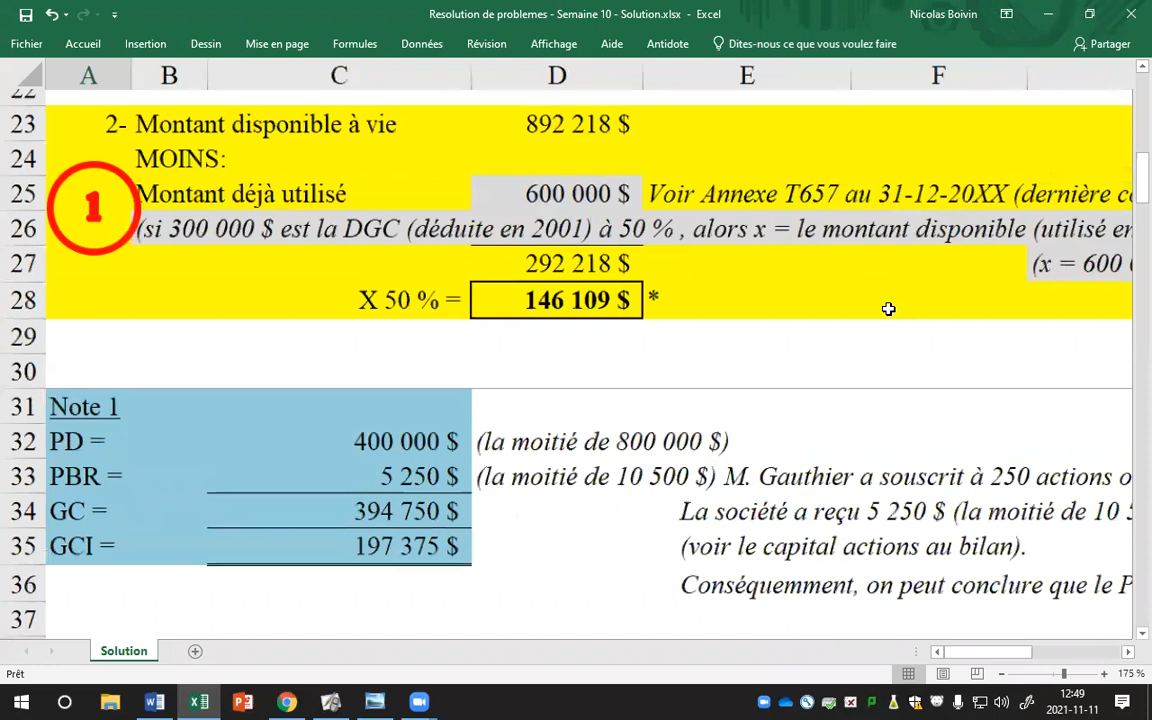 Resolution de problemes - Semaine 10 - Solution.xlsx - Excel
Nicolas Boivin
Fichier Accueil Insertion Dessin Mise en page Formules Données Révision Affichage Aide Antidote Dites-nous ce que vous voulez faire Partager
A B C D E F
22
23 2- Montant disponible à vie 892 218 $
24 MOINS:
25 Montant déjà utilisé 600 000 $ Voir Annexe T657 au 31-12-20XX (dernière
1
26 (si 300 000 $ est la DGC (déduite en 2001) à 50 % , alors x = le montant disponible (utilisé
27 292 218 $ (x = 600
28 X 50 % = 146 109 $ *
29
30
31 Note 1
32 PD = 400 000 $ (la moitié de 800 000 $)
33 PBR = 5 250 $ (la moitié de 10 500 $) M. Gauthier a souscrit à 250 actions
34 GC = 394 750 $ La société a reçu 5 250 $ (la moitié de 10
35 GCI = 197 375 $ (voir le capital actions au bilan).
36 Conséquemment, on peut conclure que le P
37
Solution
Prêt
175 %
12:49
2021-11-11